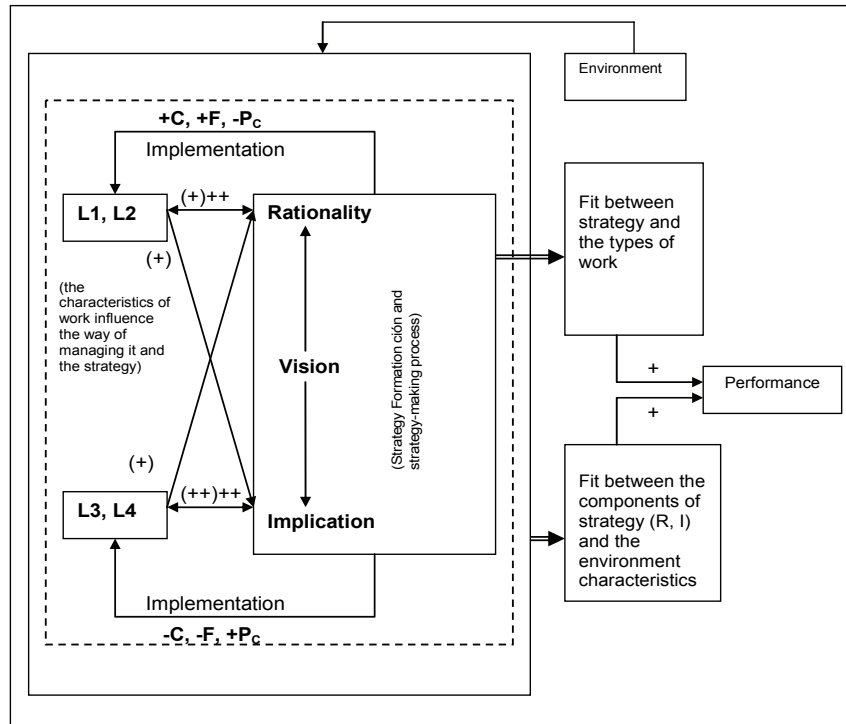 Environment
+C, +F, -PC
Implementation
L1, L2
(+)++
Rationality
(+)
(the
characteristics of
work influence
the way of
managing it and
the strategy)
Vision
(Strategy Formation ción and
strategy-making process)
(+)
L3, L4
(++)++
Implication
Implementation
-C, -F, +PC
Fit between
strategy and
the types of
work
+
Performance
+
Fit between the
components of
strategy (R, I)
and the
environment
characteristics